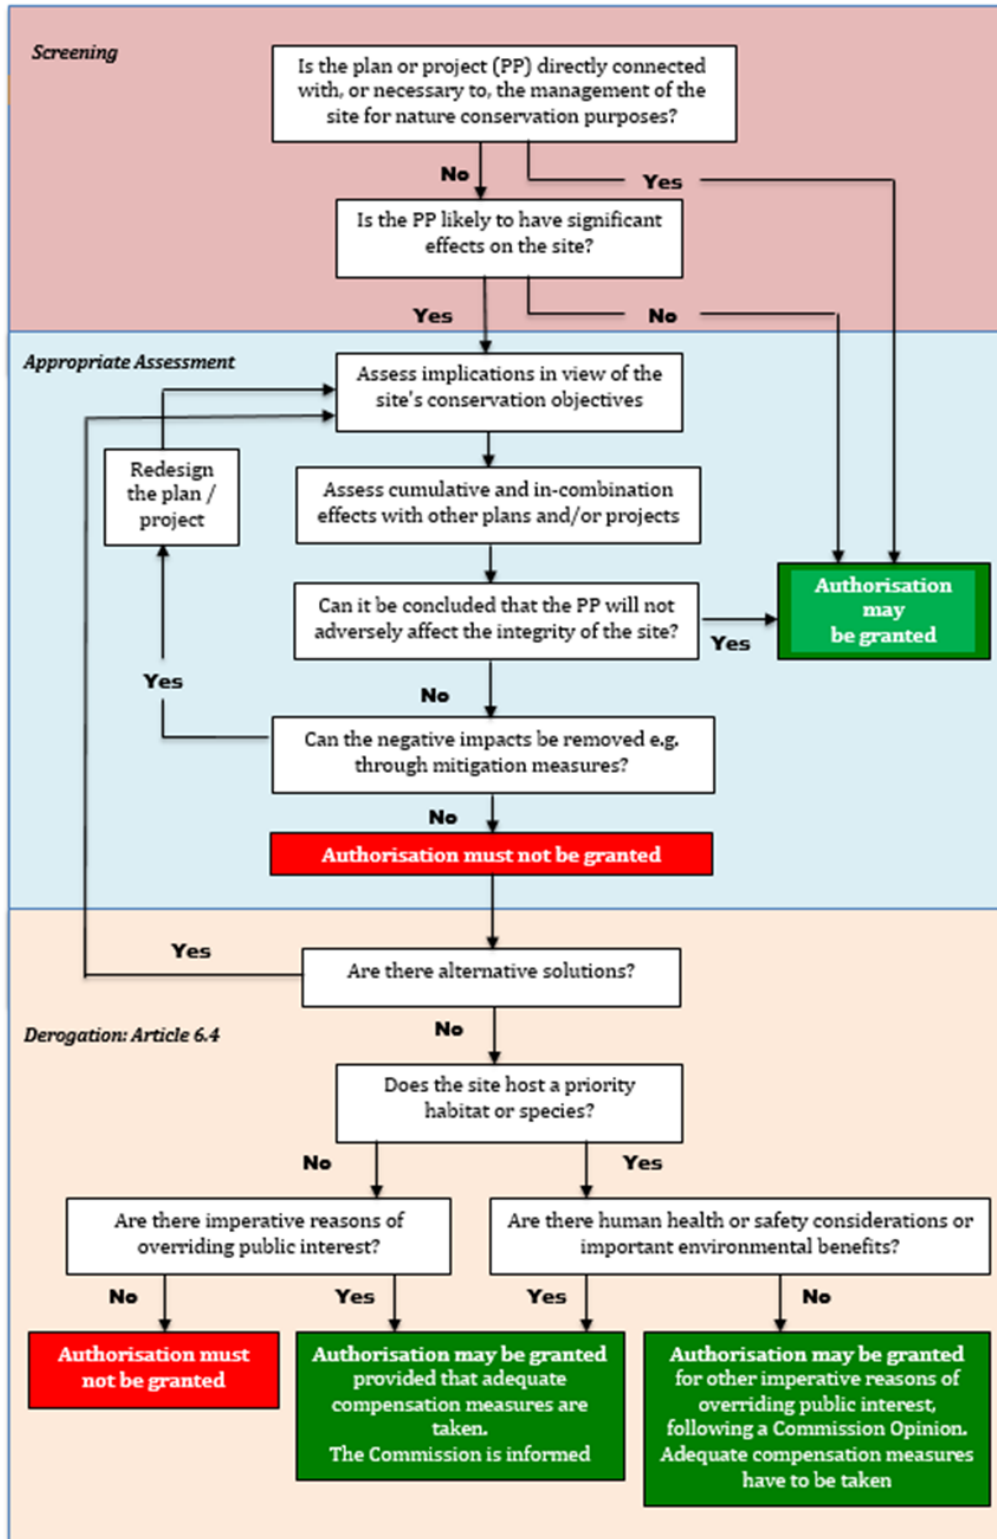 Screening
Is the plan or project (PP) directly connected
with, or necessary to, the management of the
site for nature conservation purposes?
No
Yes
Is the PP likely to have significant
effects on the site?
Yes
No
Appropriate Assessment
Assess implications in view of the
site's conservation objectives
Redesign
the plan /
project
Assess cumulative and in-combination
effects with other plans and/or projects
Can it be concluded that the PP will not
adversely affect the integrity of the site?
Yes
Authorisation
may
be granted
No
Yes
Can the negative impacts be removed e.g.
through mitigation measures?
No
Authorisation must not be granted
Yes
Are there alternative solutions?
Derogation: Article 6.4
No
Does the site host a priority
habitat or species?
No
Yes
Are there imperative reasons of
overriding public interest?
Are there human health or safety considerations or
important environmental benefits?
No
Yes
Yes
No
Authorisation must
not be granted
Authorisation may be granted
provided that adequate
compensation measures are
taken.
The Commission is informed
Authorisation may be granted
for other imperative reasons of
overriding public interest,
following a Commission Opinion.
Adequate compensation measures
have to be taken